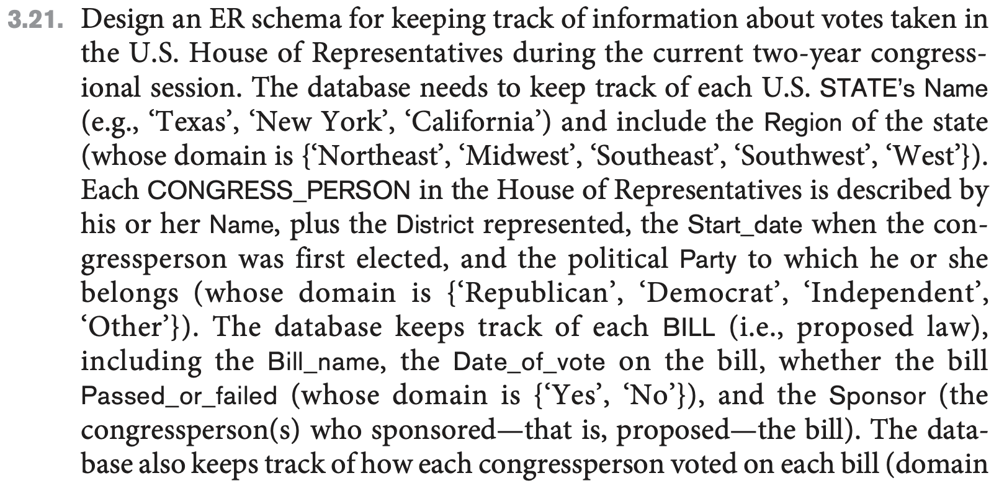 3.21. Design an ER schema for keeping track of information about votes taken in
the U.S. House of Representatives during the current two-year congress-
ional session. The database needs to keep track of each U.S. STATE’s Name
(e.g., ‘Texas’, ‘New York’, ‘California’) and include the Region of the state
(whose domain is {‘Northeast’, ‘Midwest’, ‘Southeast’, ‘Southwest’, ‘West’}).
Each CONGRESS_PERSON in the House of Representatives is described by
his or her Name, plus the District represented, the Start_date when the con-
gressperson was first elected, and the political Party to which he or she
belongs (whose domain is {‘Republican’, ‘Democrat’, ‘Independent’,
‘Other’}). The database keeps track of each BILL (i.e., proposed law),
including the Bill_name, the Date_of_vote on the bill, whether the bill
Passed_or_failed (whose domain is {‘Yes’, ‘No’}), and the Sponsor (the
congressperson(s) who sponsored—that is, proposed—the bill). The data-
base also keeps track of how each congressperson voted on each bill (domain